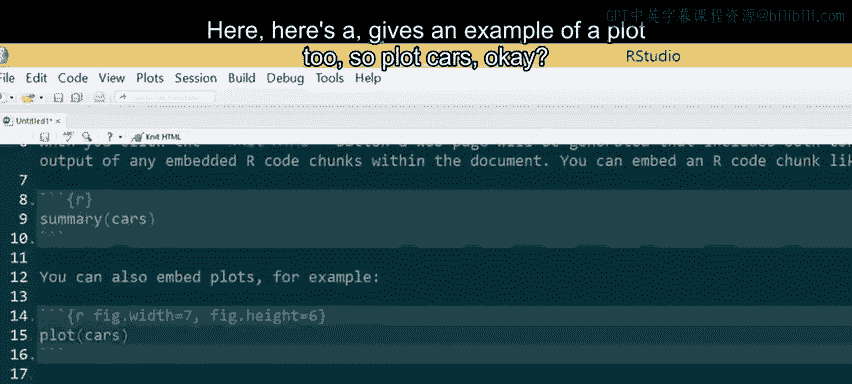 GPT中英字幕课程资源@bilibili.com
Here, here's a, gives an example of a plot
too, so plot cars, okay?
RStudio
File Edit Code View Plots Session Build Debug Tools Help
Untitled1* ×
? Knit HTML
output of any embedded R code chunks within the document. You can embed an R code chunk lik
7
8 ```{r}
9 summary(cars)
10 ```
11
12 You can also embed plots, for example:
13
14 ```{r fig.width=7, fig.height=6}
15 plot(cars)
16 ```
17